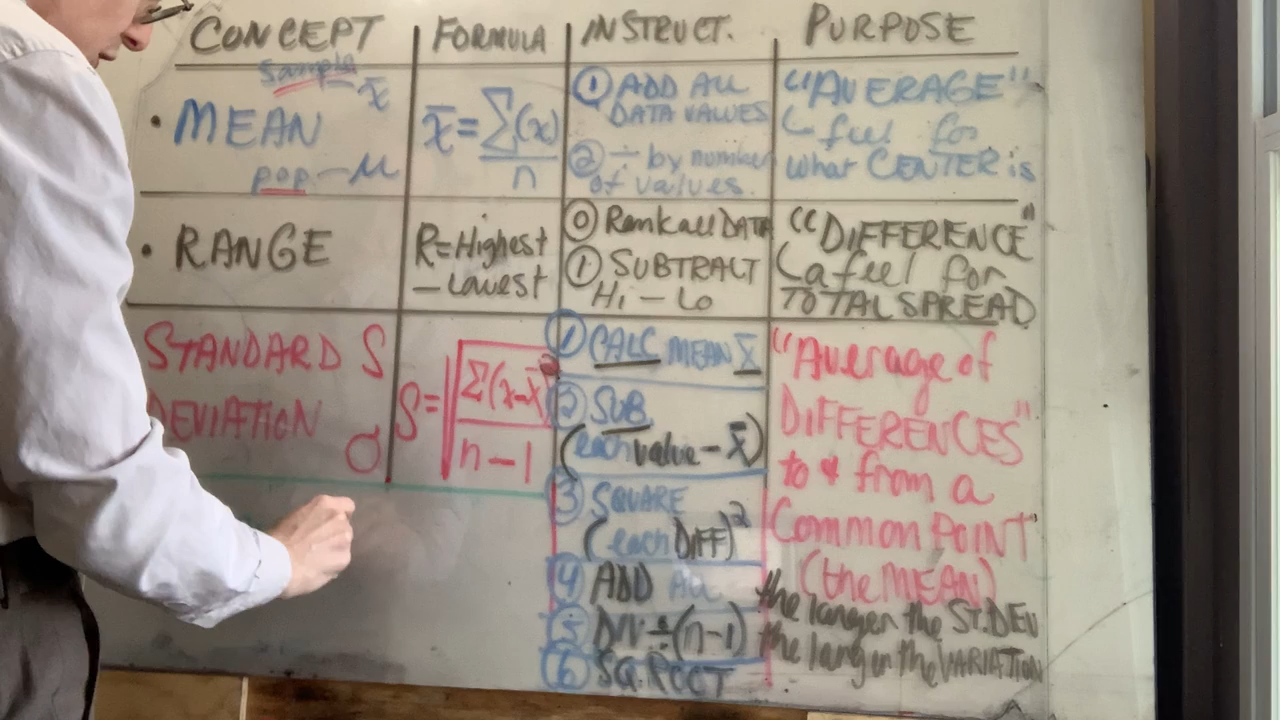 CONCEPT FORMULA INSTRUCT. PURPOSE
Sample - x̄
• MEAN
pop - μ
x̄ = Σ(x)
n
① ADD ALL
DATA VALUES
② ÷ by number
of values.
"AVERAGE"
feel for
what CENTER is
• RANGE
R = Highest
- Lowest
⓪ Rank all DATA
① SUBTRACT
Hi - Lo
"DIFFERENCE"
a feel for
TOTAL SPREAD
STANDARD S
DEVIATION
σ
S = √Σ(x-x̄)²
n-1
① CALC MEAN x̄
② SUB
(each value - x̄)
③ SQUARE
(each DIFF)²
④ ADD ALL
⑤ DIV ÷ (n-1)
⑥ SQ. ROOT
"Average of
DIFFERENCES"
to & from a
Common POINT
(the MEAN)
the larger the ST.DEV
the larger the VARIATION